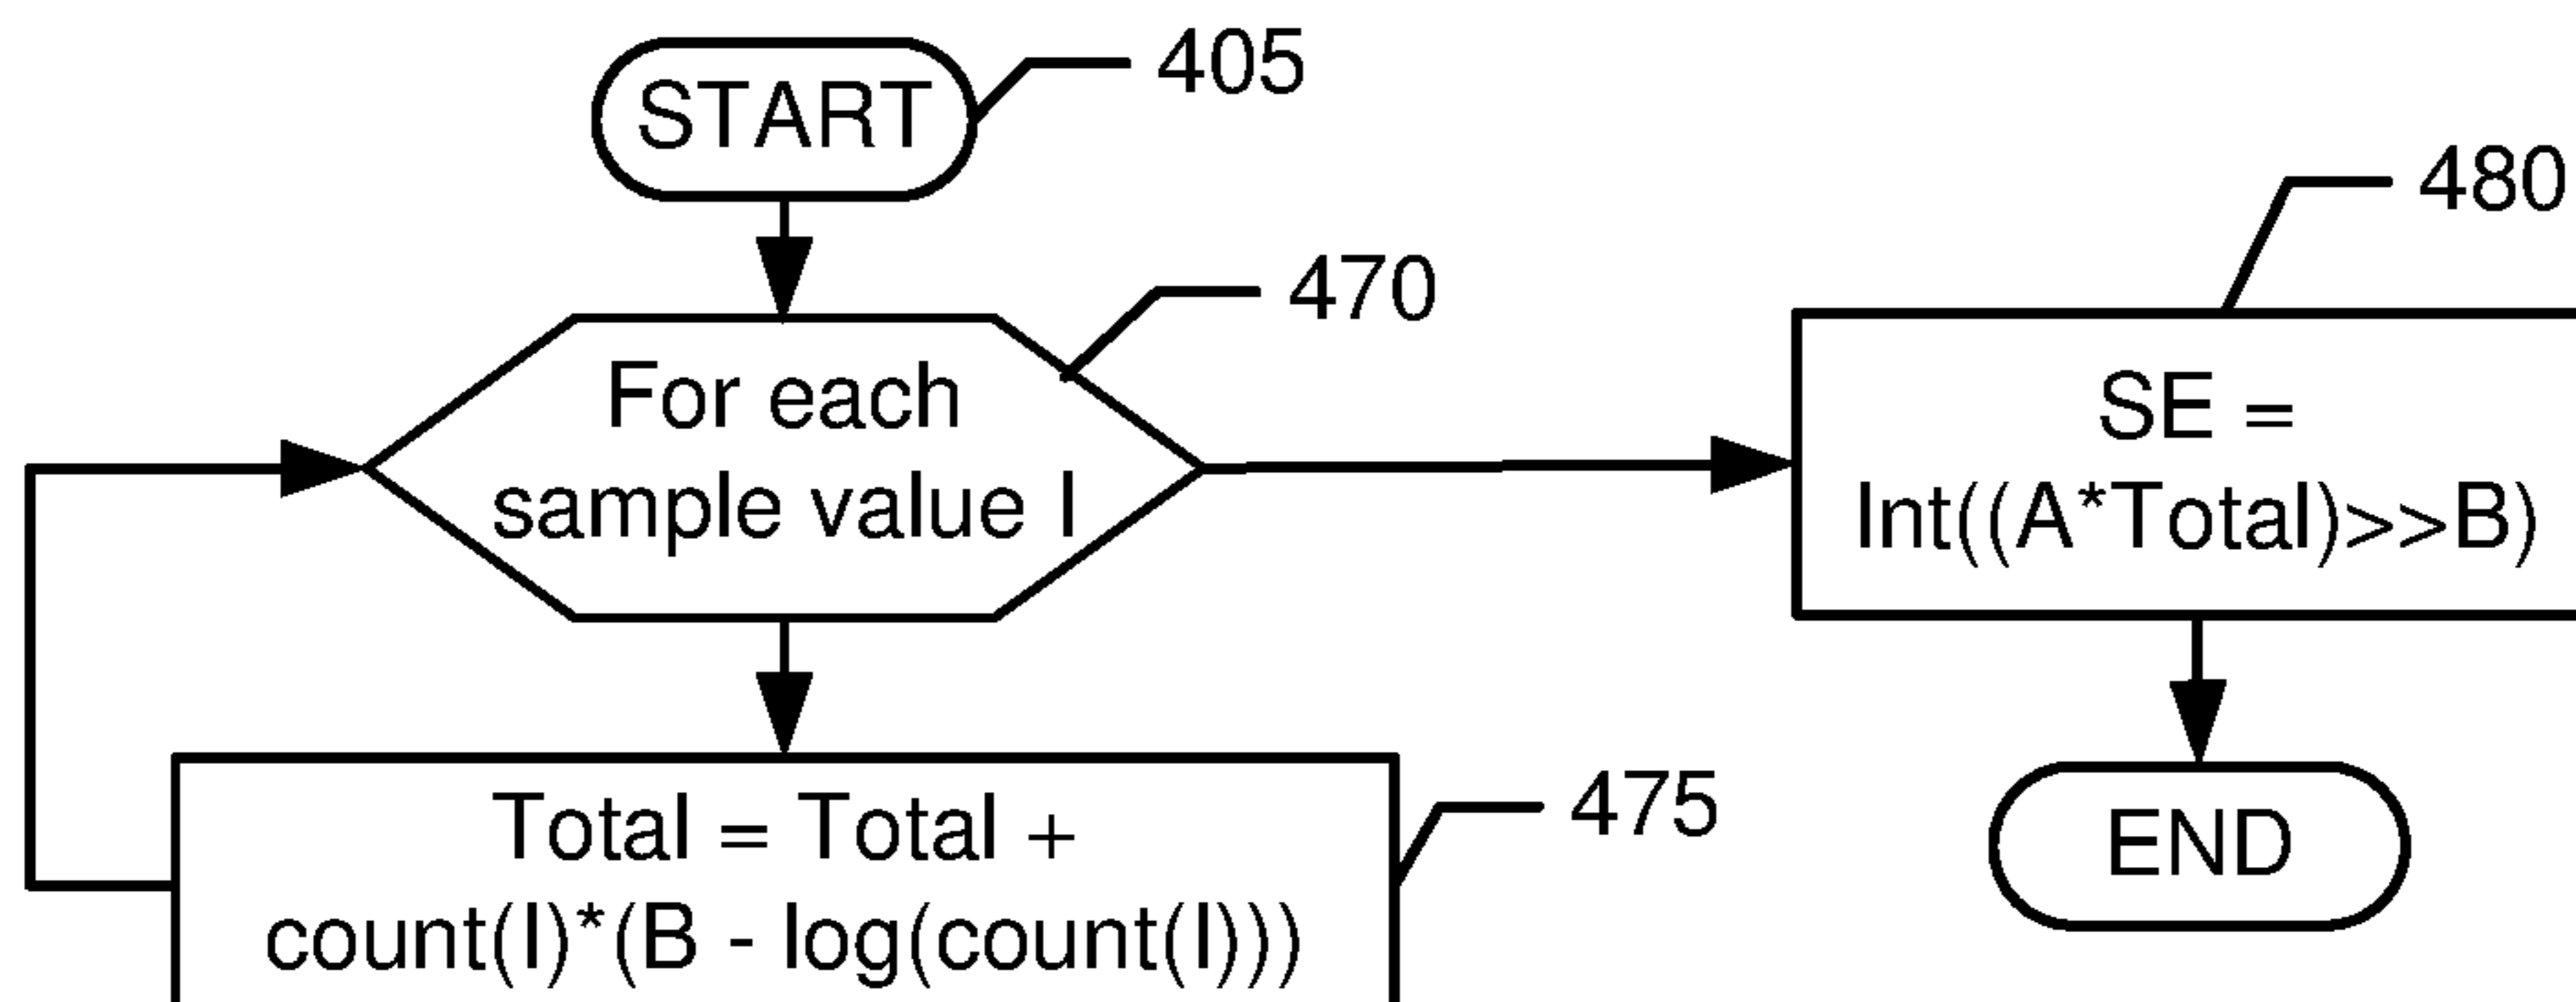 START
405
For each
sample value I
470
Total = Total +
count(I)*(B - log(count(I)))
475
SE =
Int((A*Total)>>B)
480
END